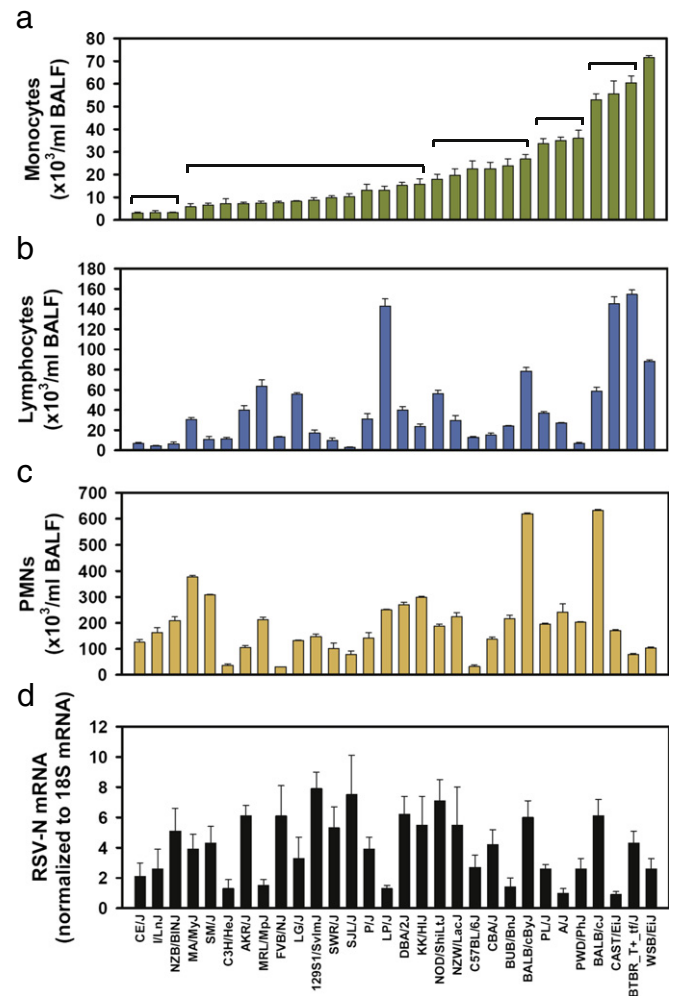 a
80
70
60
50
40
30
20
10
0
Monocytes
(x10³/ml BALF)
b
180
160
140
120
100
80
60
40
20
0
Lymphocytes
(x10³/ml BALF)
c
700
600
500
400
300
200
100
0
PMNs
(x10³/ml BALF)
d
12
10
8
6
4
2
0
RSV-N mRNA
(normalized to 18S mRNA)
CE/J
I/LnJ
NZB/BlNJ
MA/MyJ
SM/J
C3H/HeJ
AKR/J
MRL/MpJ
FVB/NJ
LG/J
129S1/SvImJ
SWR/J
SJL/J
P/J
LP/J
DBA/2J
KK/HlJ
NOD/ShiLtJ
NZW/LacJ
C57BL/6J
CBA/J
BUB/BnJ
BALB/cByJ
PL/J
A/J
PWD/PhJ
BALB/cJ
CAST/EiJ
BTBR_T+_tf/J
WSB/EiJ